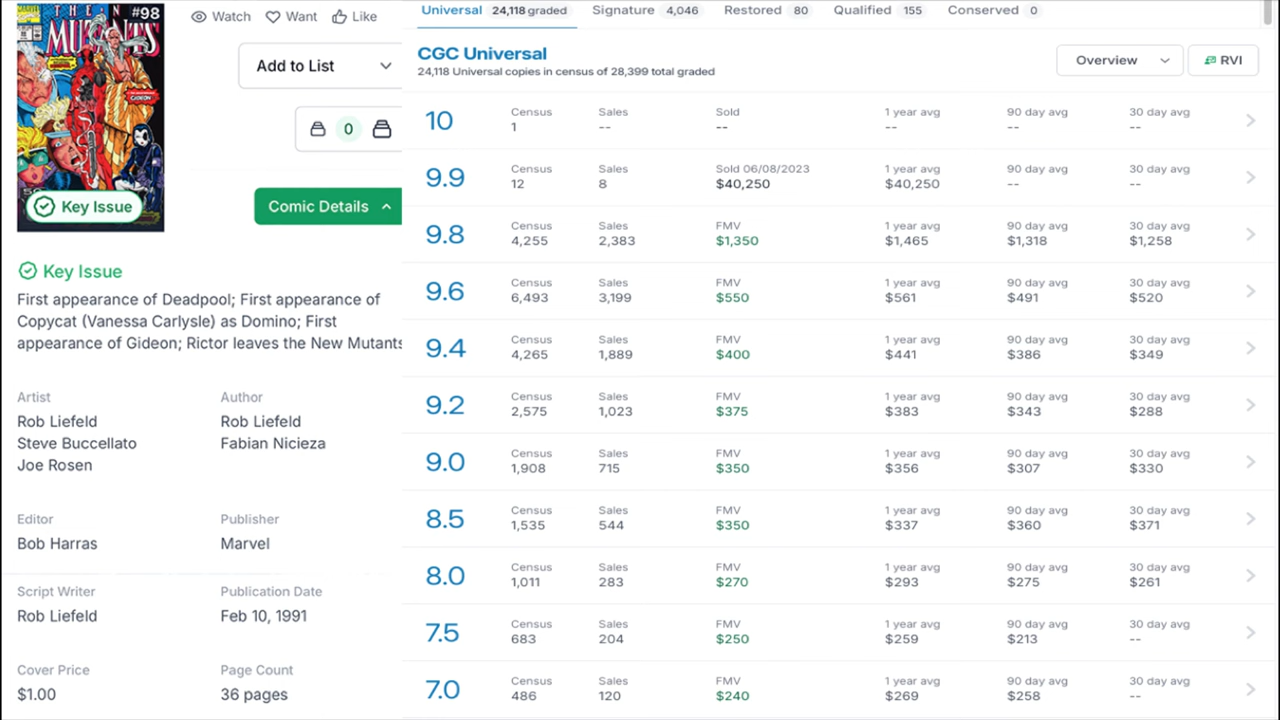 MARVEL
#98
THE NEW
MUTANTS
GIDEON
Key Issue
Watch
Want
Like
Add to List
0
Comic Details
Key Issue
First appearance of Deadpool; First appearance of
Copycat (Vanessa Carlysle) as Domino; First
appearance of Gideon; Rictor leaves the New Mutants
Artist
Author
Rob Liefeld
Rob Liefeld
Steve Buccellato
Fabian Nicieza
Joe Rosen
Editor
Publisher
Bob Harras
Marvel
Script Writer
Publication Date
Rob Liefeld
Feb 10, 1991
Cover Price
Page Count
$1.00
36 pages
Universal 24,118 graded Signature 4,046 Restored 80 Qualified 155 Conserved 0
CGC Universal
24,118 Universal copies in census of 28,399 total graded
Overview
RVI
10
Census Sales Sold 1 year avg 90 day avg 30 day avg
1 -- -- -- -- --
9.9
Census Sales Sold 06/08/2023 1 year avg 90 day avg 30 day avg
12 8 $40,250 $40,250 -- --
9.8
Census Sales FMV 1 year avg 90 day avg 30 day avg
4,255 2,383 $1,350 $1,465 $1,318 $1,258
9.6
Census Sales FMV 1 year avg 90 day avg 30 day avg
6,493 3,199 $550 $561 $491 $520
9.4
Census Sales FMV 1 year avg 90 day avg 30 day avg
4,265 1,889 $400 $441 $386 $349
9.2
Census Sales FMV 1 year avg 90 day avg 30 day avg
2,575 1,023 $375 $383 $343 $288
9.0
Census Sales FMV 1 year avg 90 day avg 30 day avg
1,908 715 $350 $356 $307 $330
8.5
Census Sales FMV 1 year avg 90 day avg 30 day avg
1,535 544 $350 $337 $360 $371
8.0
Census Sales FMV 1 year avg 90 day avg 30 day avg
1,011 283 $270 $293 $275 $261
7.5
Census Sales FMV 1 year avg 90 day avg 30 day avg
683 204 $250 $259 $213 --
7.0
Census Sales FMV 1 year avg 90 day avg 30 day avg
486 120 $240 $269 $258 --